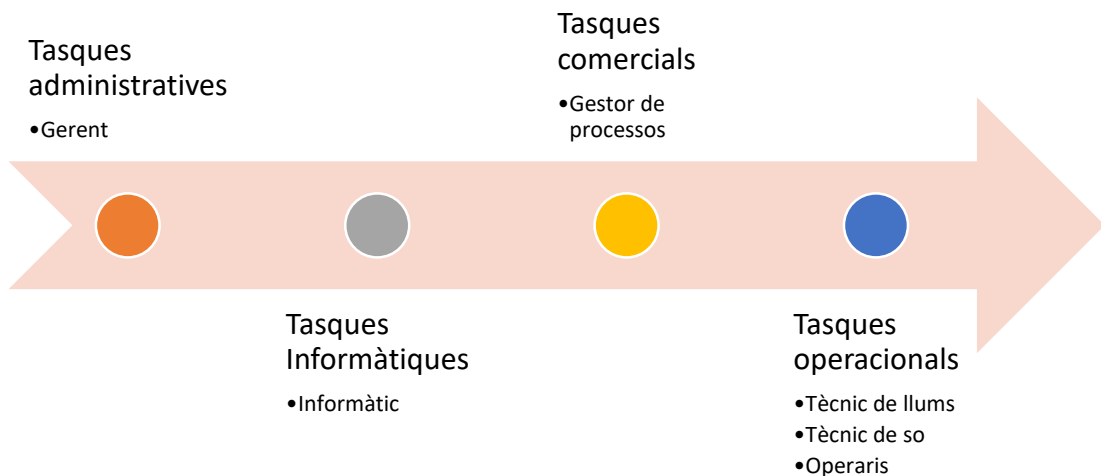 Tasques
administratives
•Gerent
Tasques
Informàtiques
•Informàtic
Tasques
comercials
•Gestor de
processos
Tasques
operacionals
•Tècnic de llums
•Tècnic de so
•Operaris